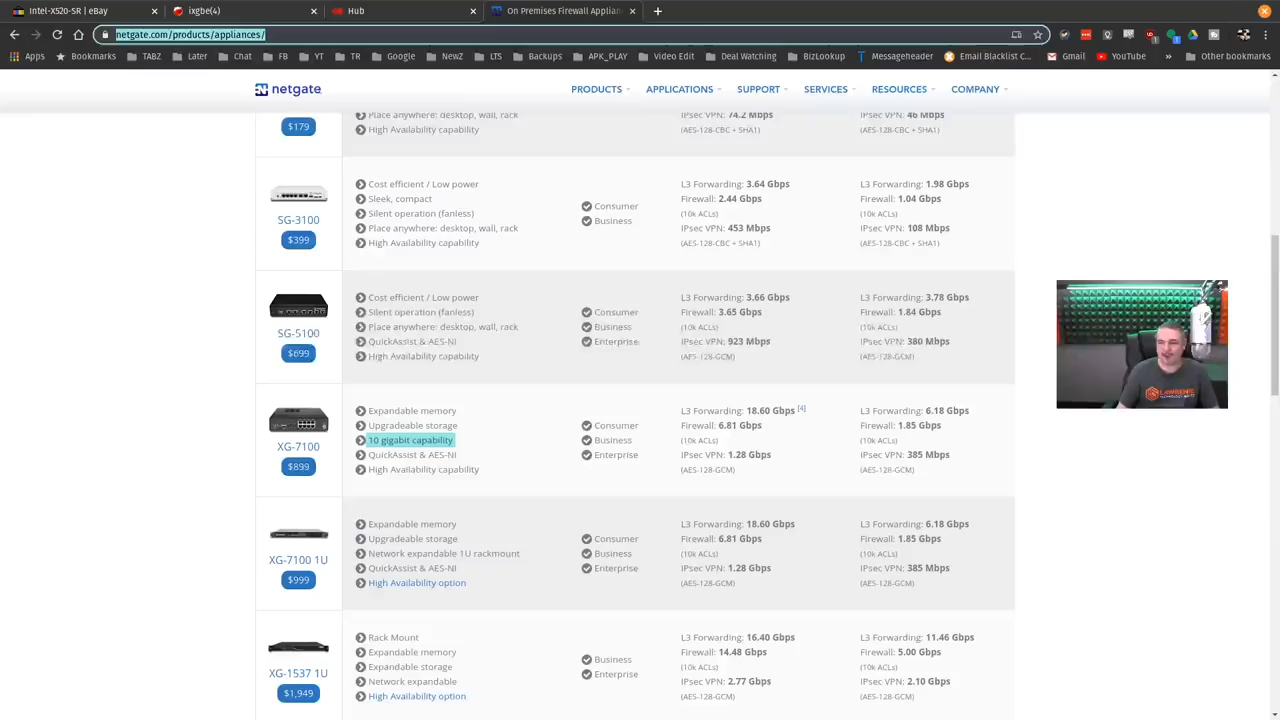 Intel-X520-SR | eBay
ixgbe(4)
Hub
On Premises Firewall Applian
netgate.com/products/appliances/
Apps
Bookmarks
TABZ
Later
Chat
FB
YT
TR
Google
NewZ
LTS
Backups
APK_PLAY
Video Edit
Deal Watching
BizLookup
Messageheader
Email Blacklist C...
Gmail
YouTube
»
Other bookmarks
netgate
PRODUCTS
APPLICATIONS
SUPPORT
SERVICES
RESOURCES
COMPANY
$179
Place anywhere: desktop, wall, rack
High Availability capability
IPsec VPN: 74.2 Mbps
(AES-128-CBC + SHA1)
IPsec VPN: 46 Mbps
(AES-128-CBC + SHA1)
SG-3100
$399
Cost efficient / Low power
Sleek, compact
Silent operation (fanless)
Place anywhere: desktop, wall, rack
High Availability capability
Consumer
Business
L3 Forwarding: 3.64 Gbps
Firewall: 2.44 Gbps
(10k ACLs)
IPsec VPN: 453 Mbps
(AES-128-CBC + SHA1)
L3 Forwarding: 1.98 Gbps
Firewall: 1.04 Gbps
(10k ACLs)
IPsec VPN: 108 Mbps
(AES-128-CBC + SHA1)
SG-5100
$699
Cost efficient / Low power
Silent operation (fanless)
Place anywhere: desktop, wall, rack
QuickAssist & AES-NI
High Availability capability
Consumer
Business
Enterprise
L3 Forwarding: 3.66 Gbps
Firewall: 3.65 Gbps
(10k ACLs)
IPsec VPN: 923 Mbps
(AES-128-GCM)
L3 Forwarding: 3.78 Gbps
Firewall: 1.84 Gbps
(10k ACLs)
IPsec VPN: 380 Mbps
(AES-128-GCM)
XG-7100
$899
Expandable memory
Upgradeable storage
10 gigabit capability
QuickAssist & AES-NI
High Availability capability
Consumer
Business
Enterprise
L3 Forwarding: 18.60 Gbps [4]
Firewall: 6.81 Gbps
(10k ACLs)
IPsec VPN: 1.28 Gbps
(AES-128-GCM)
L3 Forwarding: 6.18 Gbps
Firewall: 1.85 Gbps
(10k ACLs)
IPsec VPN: 385 Mbps
(AES-128-GCM)
XG-7100 1U
$999
Expandable memory
Upgradeable storage
Network expandable 1U rackmount
QuickAssist & AES-NI
High Availability option
Consumer
Business
Enterprise
L3 Forwarding: 18.60 Gbps
Firewall: 6.81 Gbps
(10k ACLs)
IPsec VPN: 1.28 Gbps
(AES-128-GCM)
L3 Forwarding: 6.18 Gbps
Firewall: 1.85 Gbps
(10k ACLs)
IPsec VPN: 385 Mbps
(AES-128-GCM)
XG-1537 1U
$1,949
Rack Mount
Expandable memory
Expandable storage
Network expandable
High Availability option
Business
Enterprise
L3 Forwarding: 16.40 Gbps
Firewall: 14.48 Gbps
(10k ACLs)
IPsec VPN: 2.77 Gbps
(AES-128-GCM)
L3 Forwarding: 11.46 Gbps
Firewall: 5.00 Gbps
(10k ACLs)
IPsec VPN: 2.10 Gbps
(AES-128-GCM)
LAWRENCE